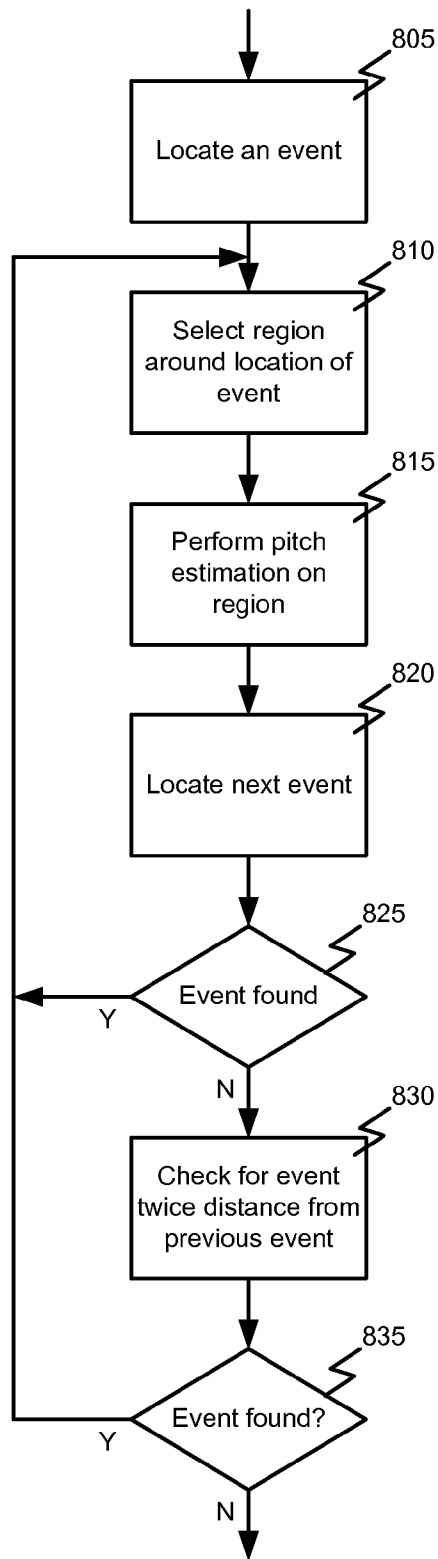 805
Locate an event
810
Select region
around location of
event
815
Perform pitch
estimation on
region
820
Locate next event
825
Event found
Y
N
830
Check for event
twice distance from
previous event
835
Event found?
Y
N